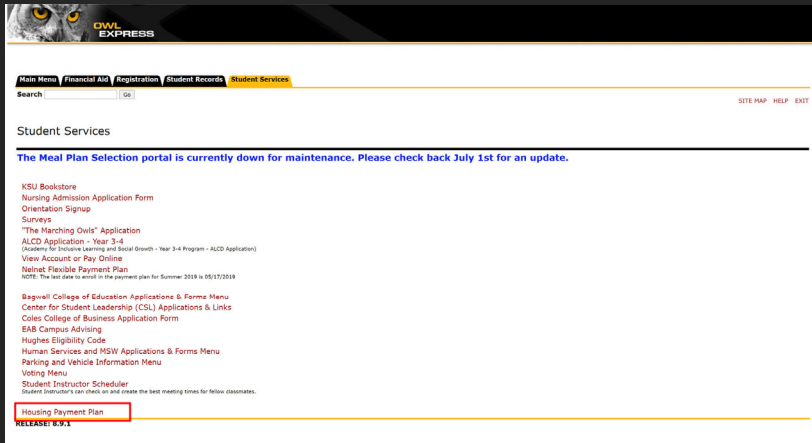 OWL
EXPRESS
Main Menu Financial Aid Registration Student Records Student Services
Search Go
SITE MAP HELP EXIT
Student Services
The Meal Plan Selection portal is currently down for maintenance. Please check back July 1st for an update.
KSU Bookstore
Nursing Admission Application Form
Orientation Signup
Surveys
"The Marching Owls" Application
ALCD Application - Year 3-4
(Academy for Inclusive Learning and Social Growth - Year 3-4 Program - ALCD Application)
View Account or Pay Online
Nelnet Flexible Payment Plan
NOTE: The last date to enroll in the payment plan for Summer 2019 is 05/17/2019
Bagwell College of Education Applications & Forms Menu
Center for Student Leadership (CSL) Applications & Links
Coles College of Business Application Form
EAB Campus Advising
Hughes Eligibility Code
Human Services and MSW Applications & Forms Menu
Parking and Vehicle Information Menu
Voting Menu
Student Instructor Scheduler
Student Instructor's can check on and create the best meeting times for fellow classmates.
Housing Payment Plan
RELEASE: 8.9.1